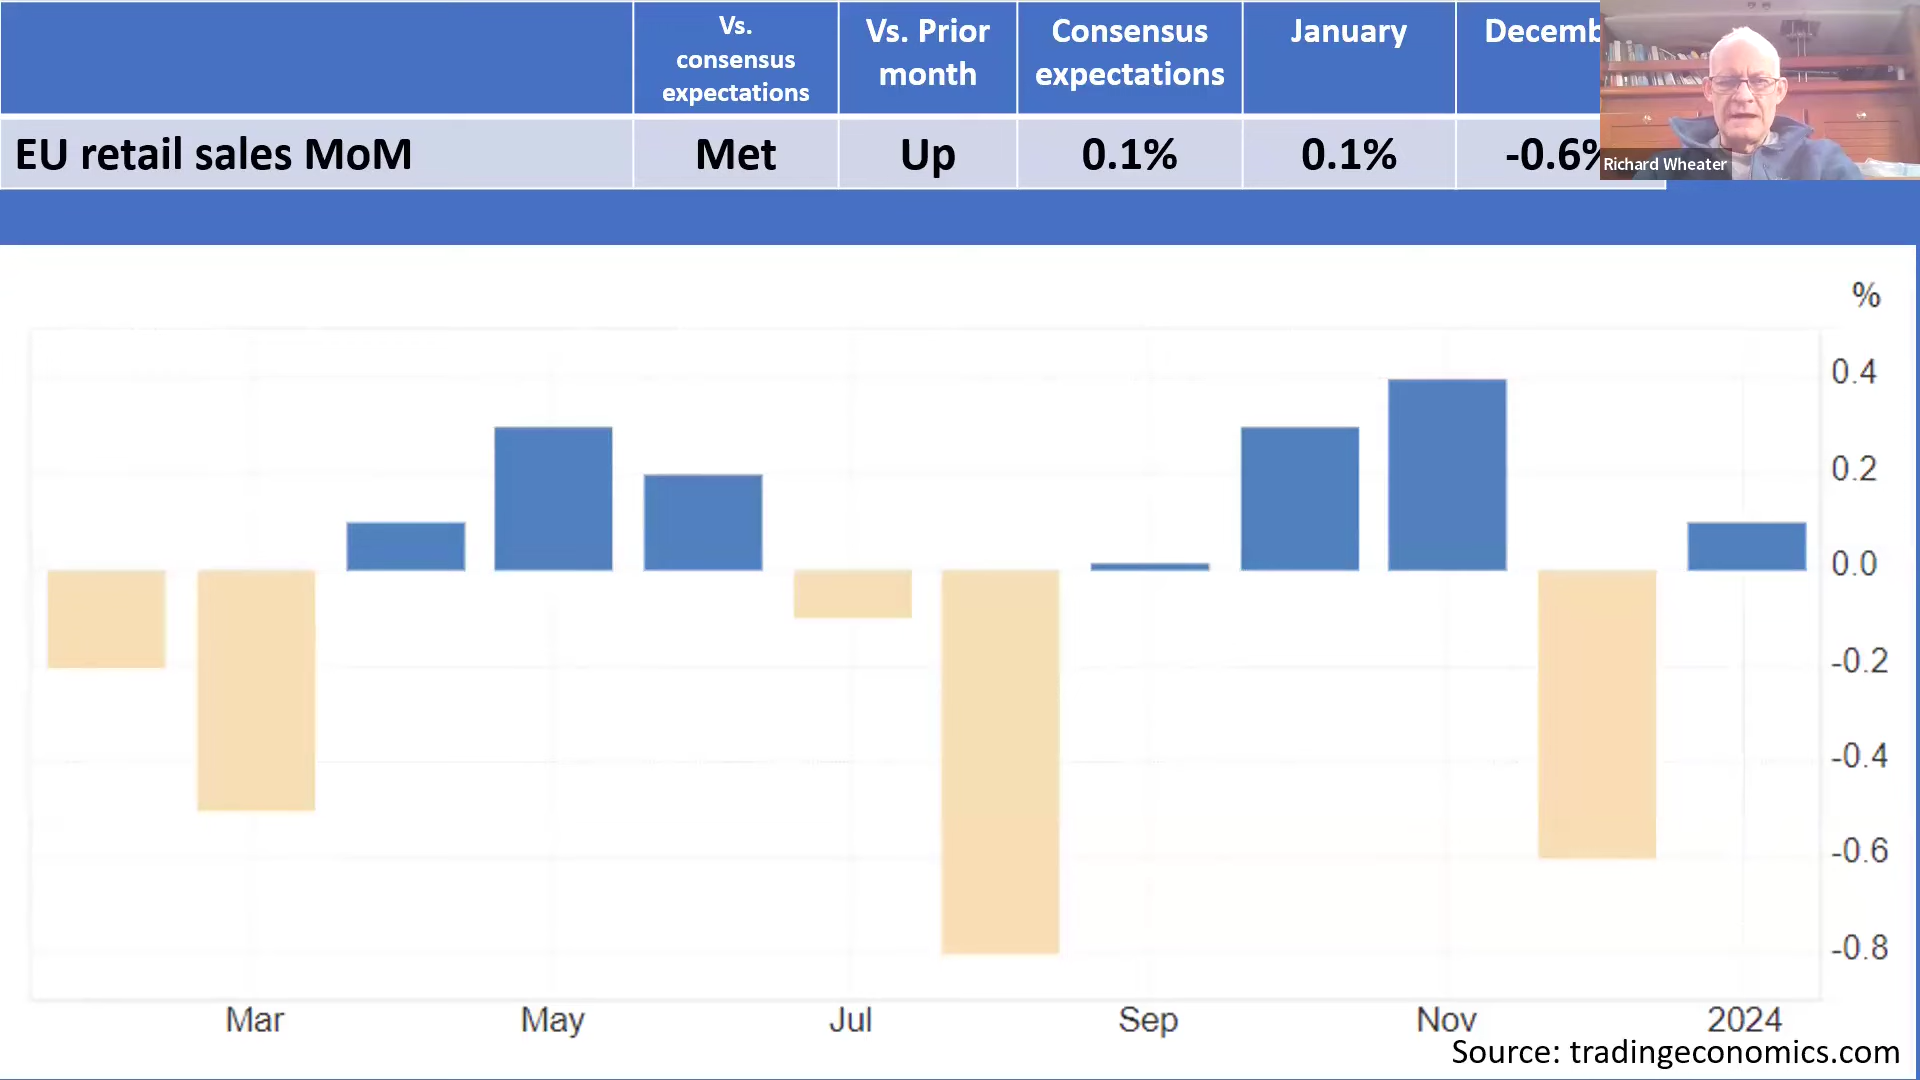 Vs.
consensus
expectations
Vs. Prior
month
Consensus
expectations
January
Decemb
EU retail sales MoM
Met
Up
0.1%
0.1%
-0.6%
Richard Wheater
%
0.4
0.2
0.0
-0.2
-0.4
-0.6
-0.8
Mar
May
Jul
Sep
Nov
2024
Source: tradingeconomics.com